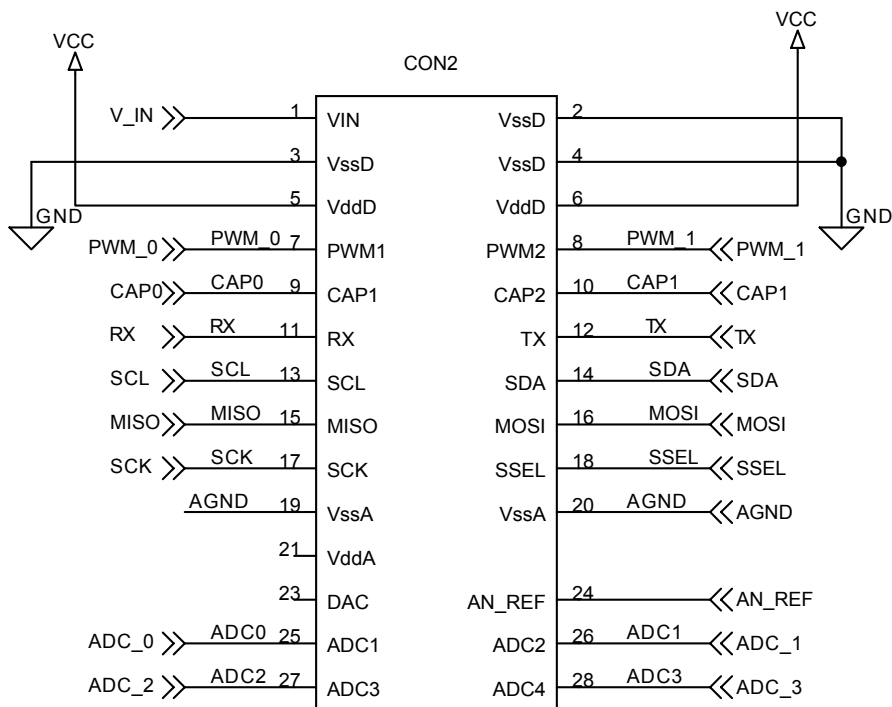 VCC VCC
CON2
V_IN 1 VIN VssD 2
3 VssD VssD 4
5 VddD VddD 6
GND GND
PWM_0 PWM_0 7 PWM1 PWM2 8 PWM_1 PWM_1
CAP0 CAP0 9 CAP1 CAP2 10 CAP1 CAP1
RX RX 11 RX TX 12 TX TX
SCL SCL 13 SCL SDA 14 SDA SDA
MISO MISO 15 MISO MOSI 16 MOSI MOSI
SCK SCK 17 SCK SSEL 18 SSEL SSEL
AGND 19 VssA VssA 20 AGND AGND
21 VddA
23 DAC AN_REF 24 AN_REF
ADC_0 ADC0 25 ADC1 ADC2 26 ADC1 ADC_1
ADC_2 ADC2 27 ADC3 ADC4 28 ADC3 ADC_3